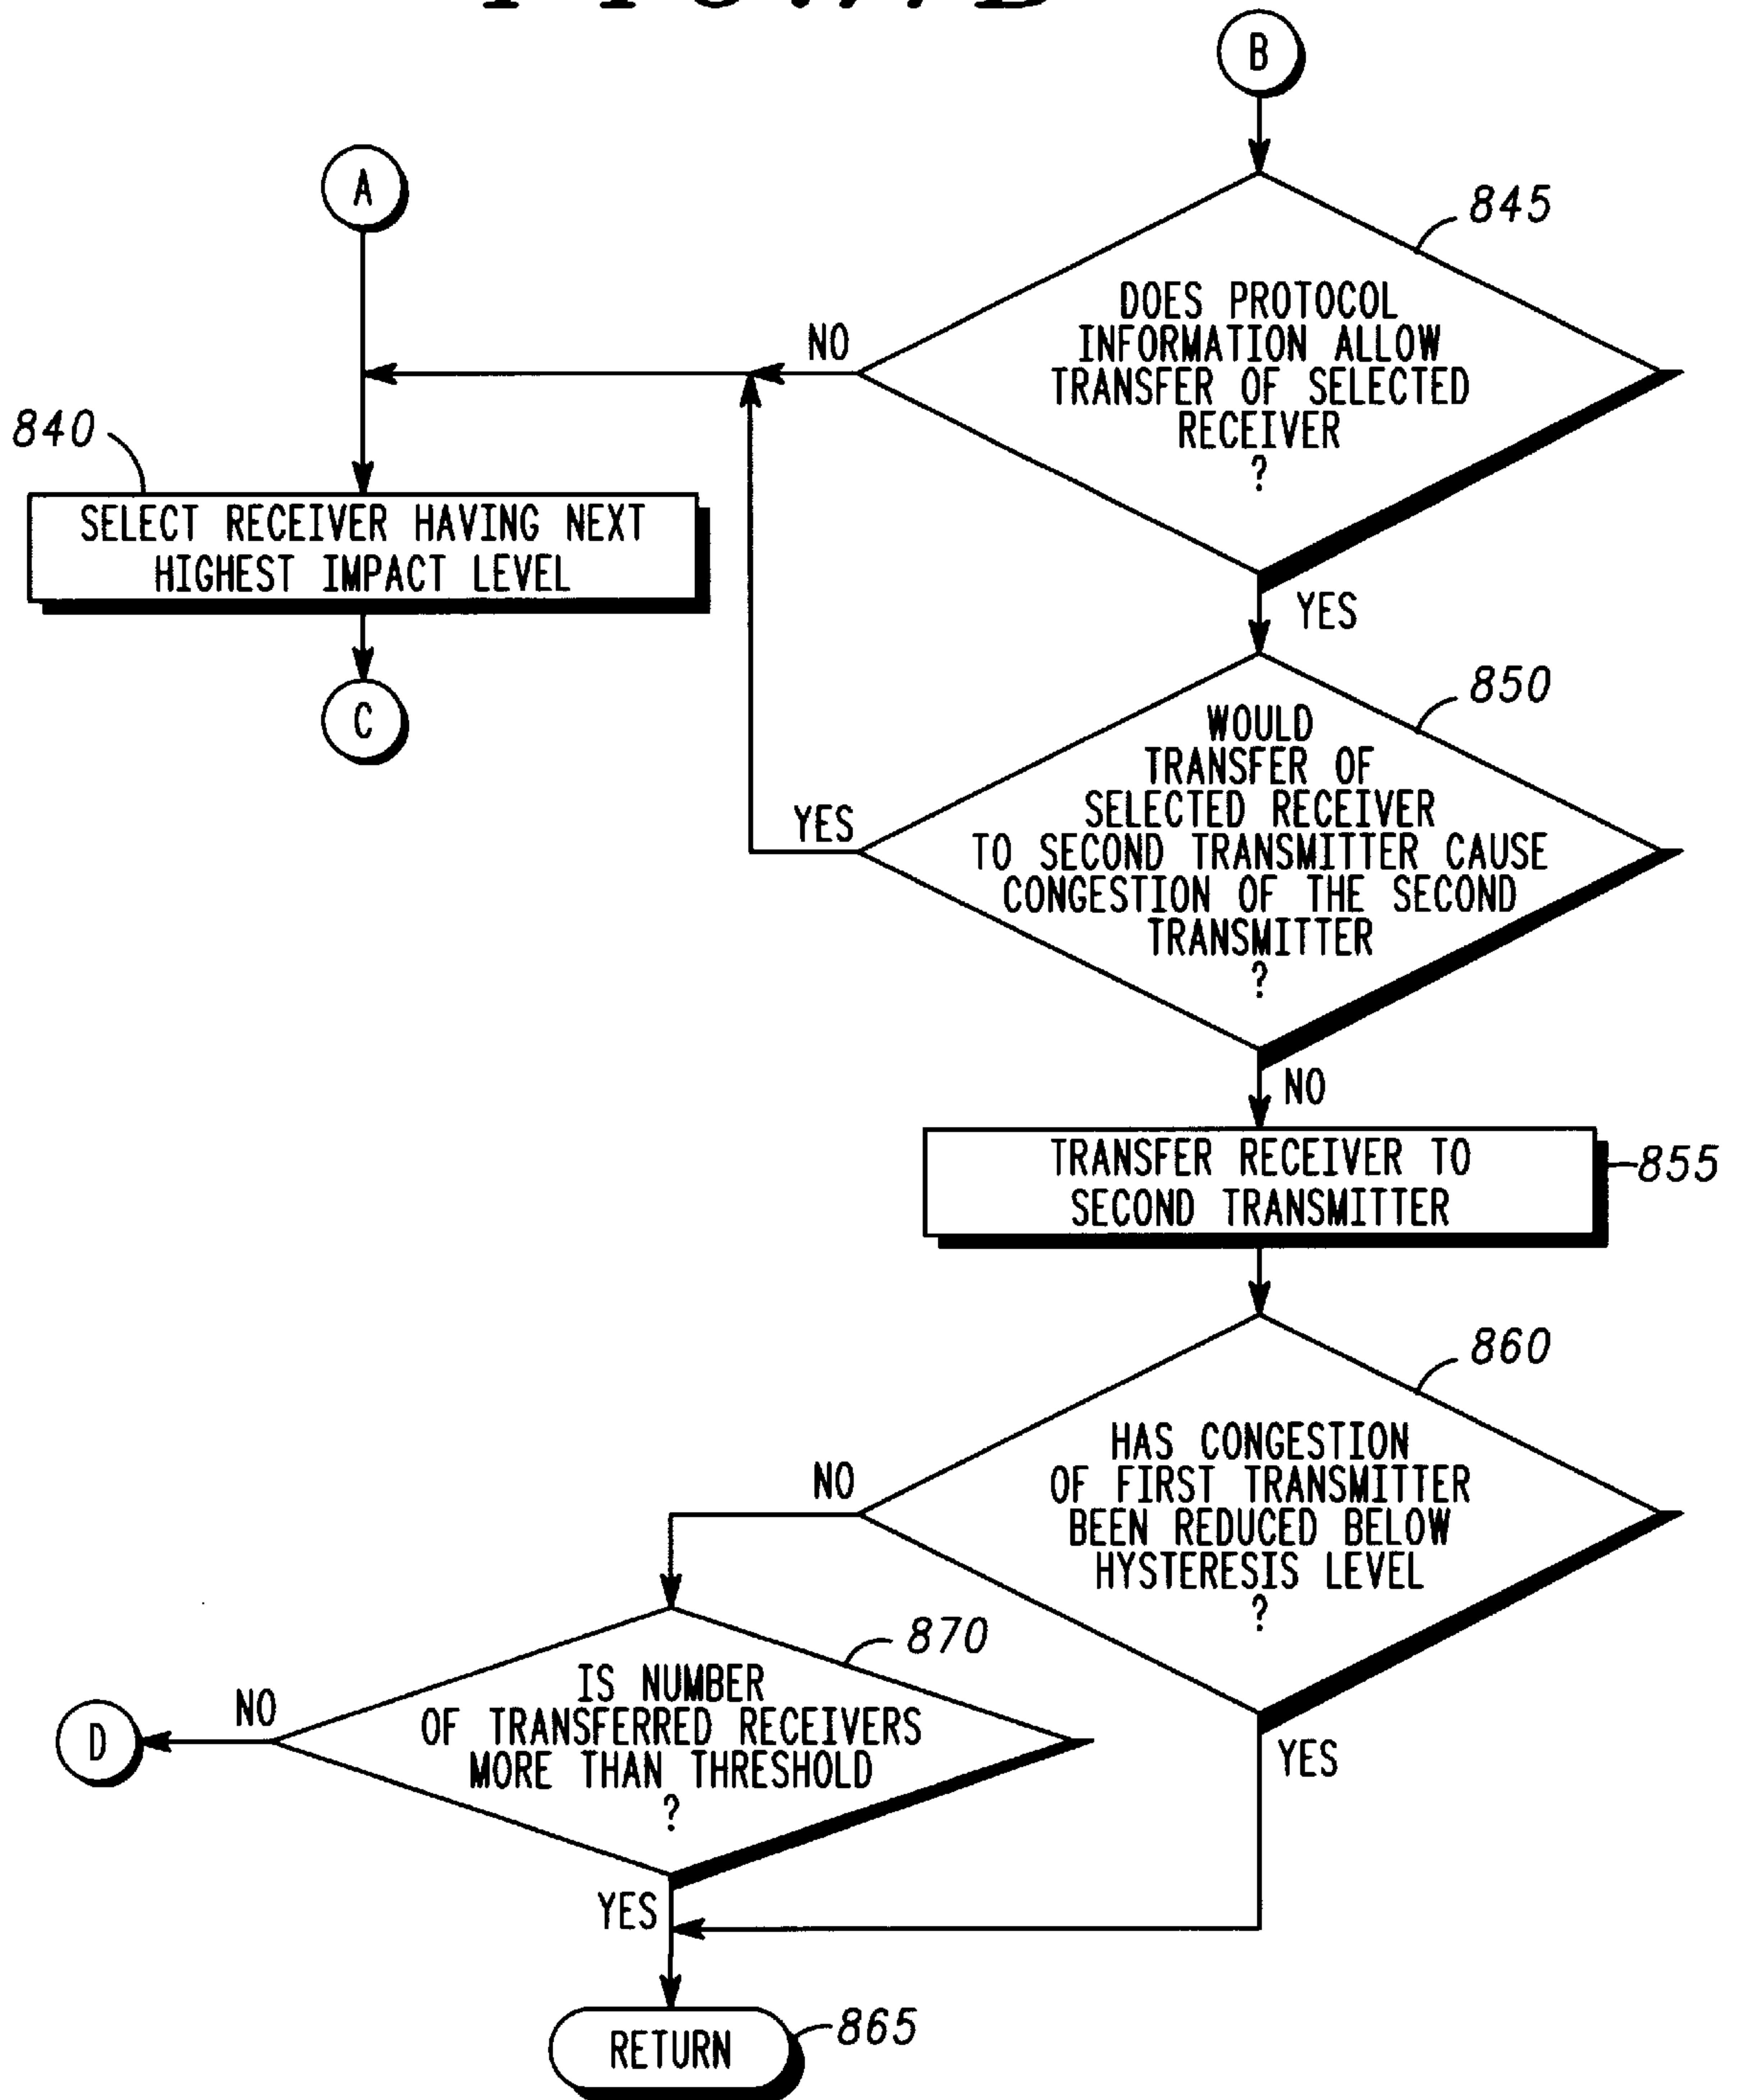 B
A
845
DOES PROTOCOL
INFORMATION ALLOW
TRANSFER OF SELECTED
RECEIVER
?
NO
840
SELECT RECEIVER HAVING NEXT
HIGHEST IMPACT LEVEL
YES
C
850
WOULD
TRANSFER OF
SELECTED RECEIVER
TO SECOND TRANSMITTER CAUSE
CONGESTION OF THE SECOND
TRANSMITTER
?
YES
NO
TRANSFER RECEIVER TO
SECOND TRANSMITTER
855
860
HAS CONGESTION
OF FIRST TRANSMITTER
BEEN REDUCED BELOW
HYSTERESIS LEVEL
?
NO
870
IS NUMBER
OF TRANSFERRED RECEIVERS
MORE THAN THRESHOLD
?
NO
D
YES
YES
RETURN
865